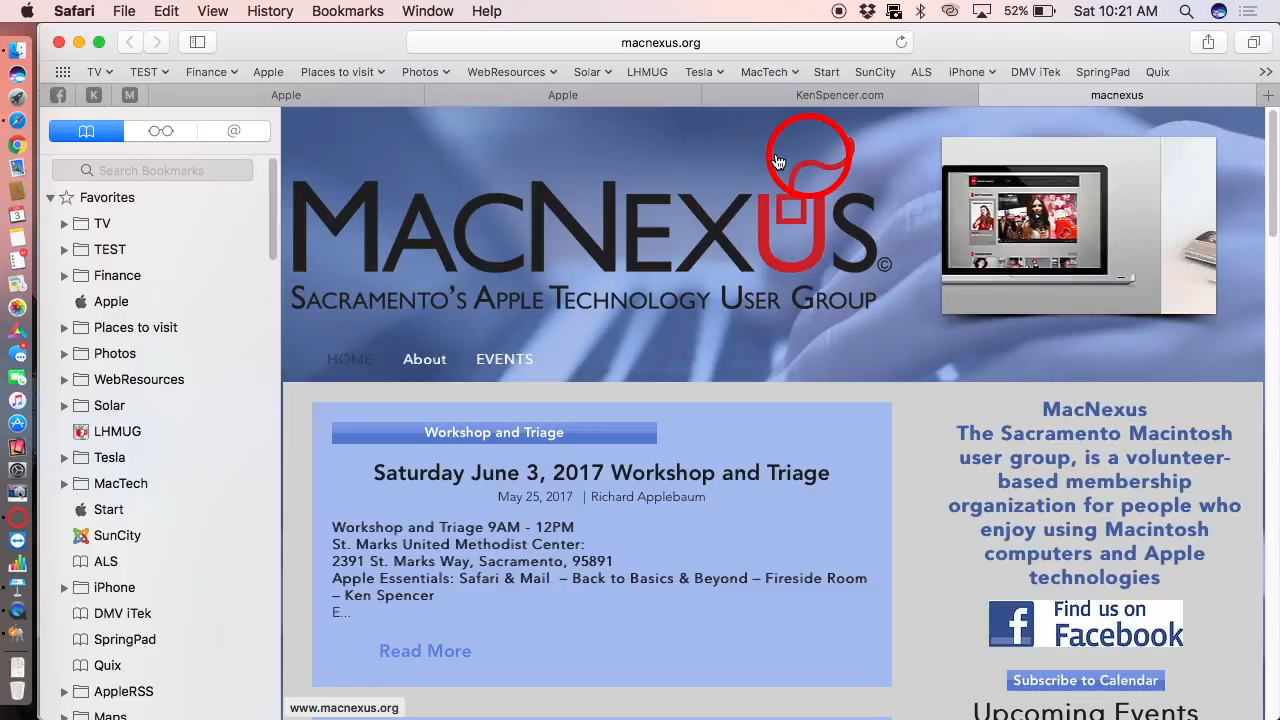 Safari File Edit View History Bookmarks Window Help 52% Sat 10:21 AM
macnexus.org
TV TEST Finance Apple Places to visit Photos WebResources Solar LHMUG Tesla MacTech Start SunCity ALS iPhone DMV iTek SpringPad Quix
K M Apple Apple KenSpencer.com macnexus
@
Search Bookmarks
Favorites
TV
TEST
Finance
Apple
Places to visit
Photos
WebResources
Solar
LHMUG
Tesla
MacTech
Start
SunCity
ALS
iPhone
DMV iTek
SpringPad
Quix
AppleRSS
Maps
MACNEXUS ©
SACRAMENTO'S APPLE TECHNOLOGY USER GROUP
HOME About EVENTS
Workshop and Triage
Saturday June 3, 2017 Workshop and Triage
May 25, 2017 | Richard Applebaum
Workshop and Triage 9AM - 12PM
St. Marks United Methodist Center:
2391 St. Marks Way, Sacramento, 95891
Apple Essentials: Safari & Mail – Back to Basics & Beyond – Fireside Room
– Ken Spencer
E...
Read More
MacNexus
The Sacramento Macintosh
user group, is a volunteer-
based membership
organization for people who
enjoy using Macintosh
computers and Apple
technologies
f Find us on
Facebook
Subscribe to Calendar
Upcoming Events
www.macnexus.org